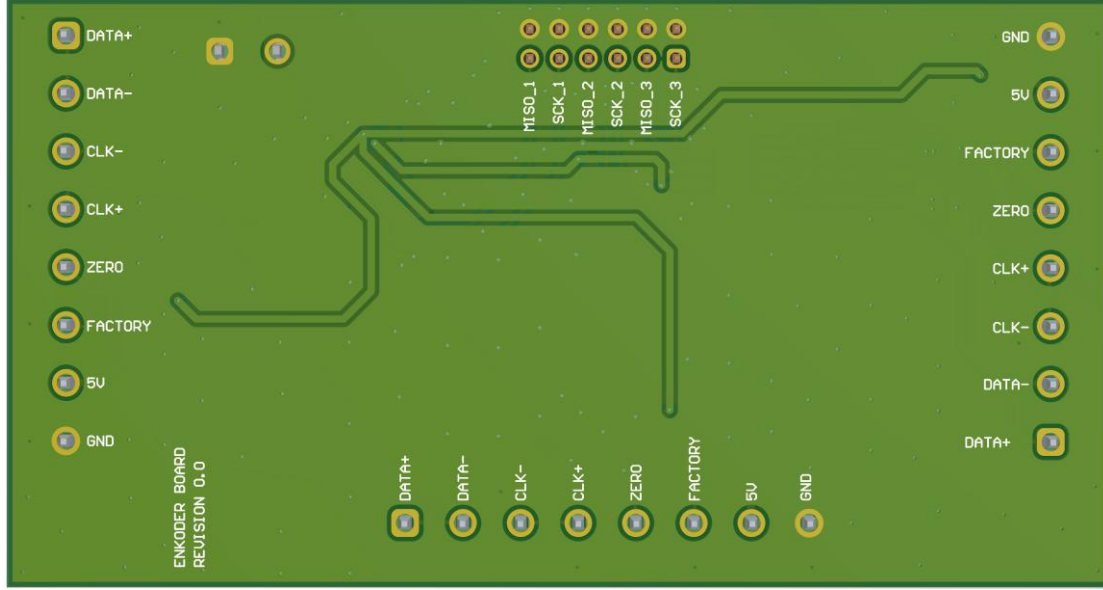 DATA+
DATA-
CLK-
CLK+
ZERO
FACTORY
5V
GND
MISO_1
SCK_1
MISO_2
SCK_2
MISO_3
SCK_3
GND
5V
FACTORY
ZERO
CLK+
CLK-
DATA-
DATA+
ENKODER BOARD
REVISION 0.0
DATA+
DATA-
CLK-
CLK+
ZERO
FACTORY
5V
GND